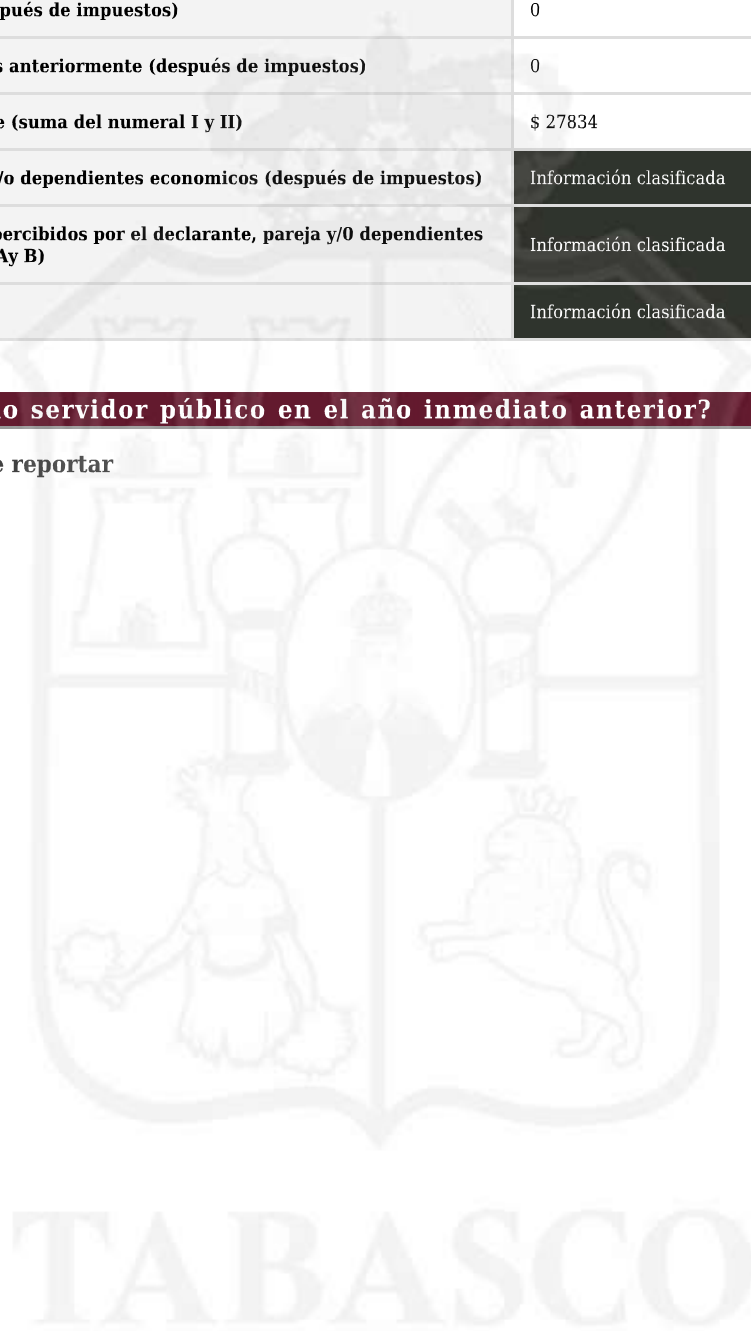 pués de impuestos)
0
s anteriormente (después de impuestos)
0
e (suma del numeral I y II)
$ 27834
/o dependientes economicos (después de impuestos)
Información clasificada
percibidos por el declarante, pareja y/0 dependientes
Ay B)
Información clasificada
Información clasificada
o servidor público en el año inmediato anterior?
e reportar
TABASCO